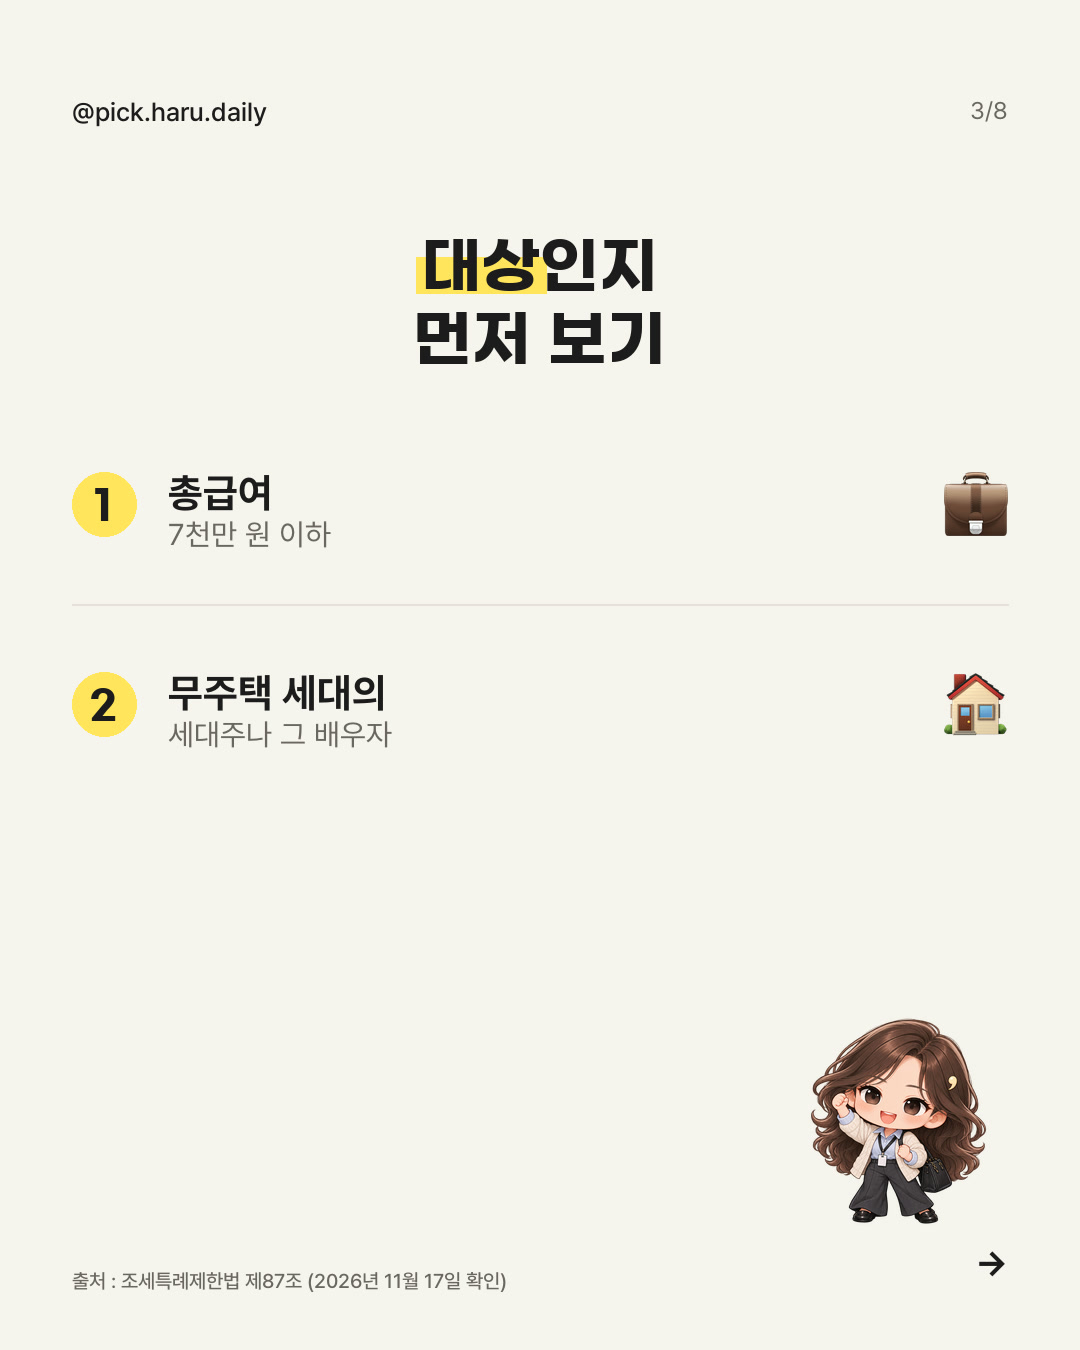 @pick.haru.daily
3/8
대상인지
먼저 보기
1
총급여
7천만 원 이하
2
무주택 세대의
세대주나 그 배우자
출처 : 조세특례제한법 제87조 (2026년 11월 17일 확인)
→